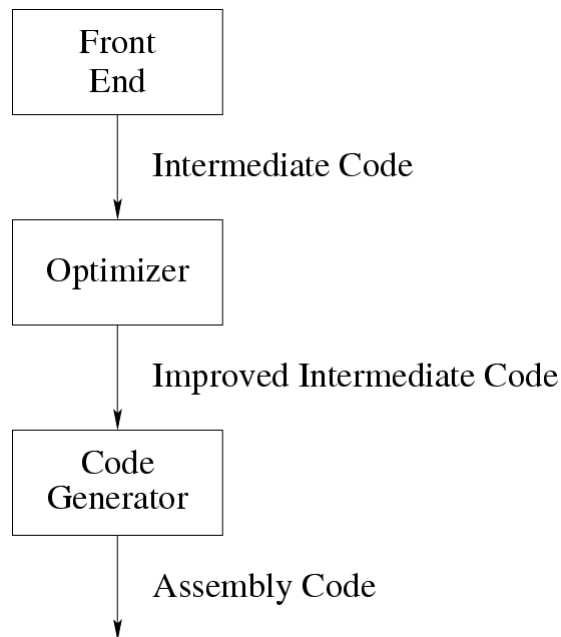 Front
End
Intermediate Code
Optimizer
Improved Intermediate Code
Code
Generator
Assembly Code